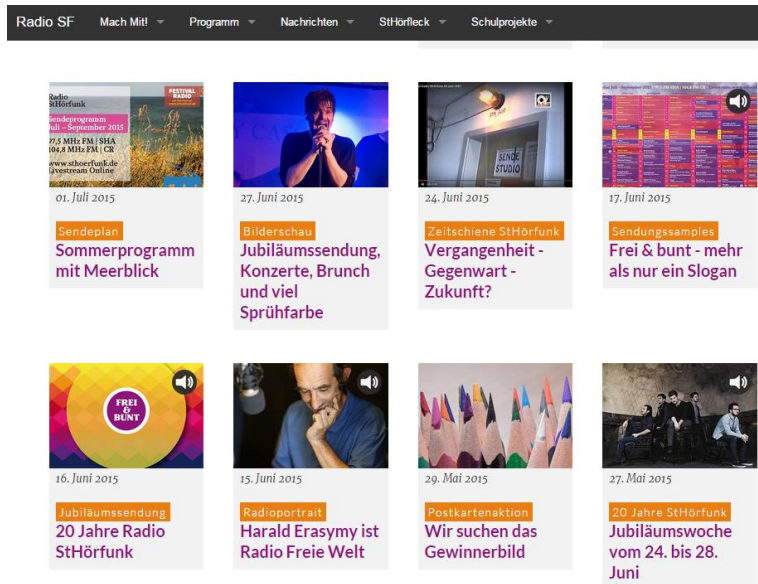 Radio SF Mach Mit! Programm Nachrichten StHörfleck Schulprojekte
Radio
StHörfunk
FESTIVAL
RADIO
Sendeprogramm
Juli - September 2015
97,5 MHz FM | SHA
104,8 MHz FM | CR
www.sthoerfunk.de
Livestream Online
01. Juli 2015
Sendeplan
Sommerprogramm
mit Meerblick
27. Juni 2015
Bilderschau
Jubiläumssendung,
Konzerte, Brunch
und viel
Sprühfarbe
SENDE
STUDIO
24. Juni 2015
Zeitschiene StHörfunk
Vergangenheit -
Gegenwart -
Zukunft?
17. Juni 2015
Sendungssamples
Frei & bunt - mehr
als nur ein Slogan
FREI
&
BUNT
16. Juni 2015
Jubiläumssendung
20 Jahre Radio
StHörfunk
15. Juni 2015
Radioportrait
Harald Erasymy ist
Radio Freie Welt
29. Mai 2015
Postkartenaktion
Wir suchen das
Gewinnerbild
27. Mai 2015
20 Jahre StHörfunk
Jubiläumswoche
vom 24. bis 28.
Juni